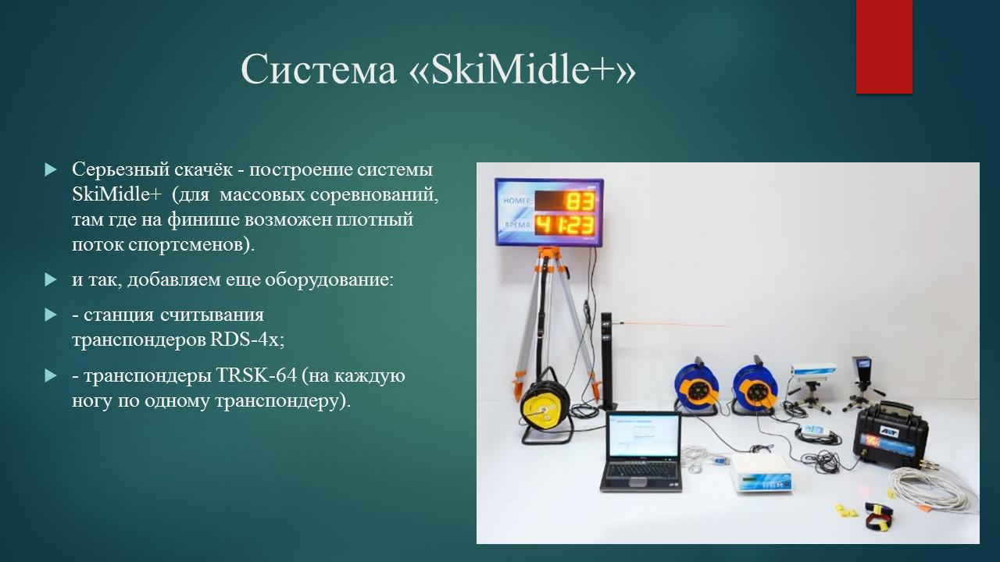 Система «SkiMidle+»
Серьезный скачёк - построение системы
SkiMidle+ (для массовых соревнований,
там где на финише возможен плотный
поток спортсменов).
и так, добавляем еще оборудование:
- станция считывания
транспондеров RDS-4x;
- транспондеры TRSK-64 (на каждую
ногу по одному транспондеру).
НОМЕР: 83
ВРЕМЯ: 41:23
ALT